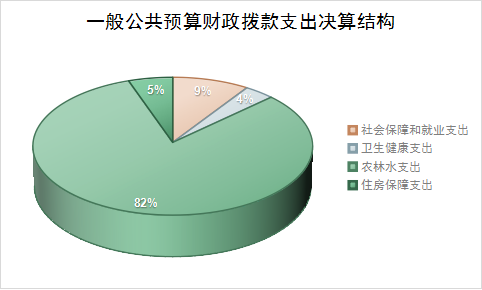 一般公共预算财政拨款支出决算结构
5%
9%
4%
82%
社会保障和就业支出
卫生健康支出
农林水支出
住房保障支出